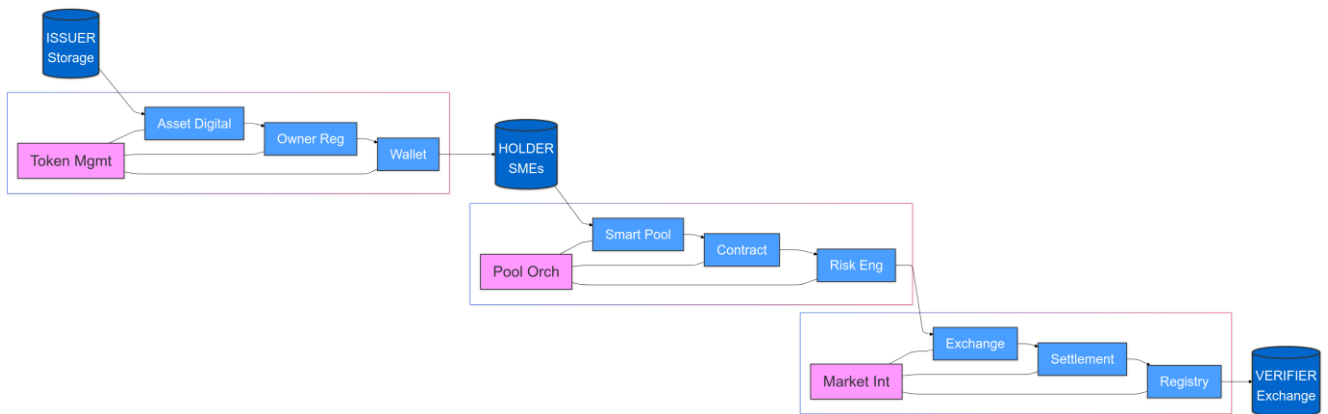 ISSUER
Storage
Asset Digital
Owner Reg
Token Mgmt
Wallet
HOLDER
SMEs
Smart Pool
Contract
Pool Orch
Risk Eng
Exchange
Settlement
Market Int
Registry
VERIFIER
Exchange